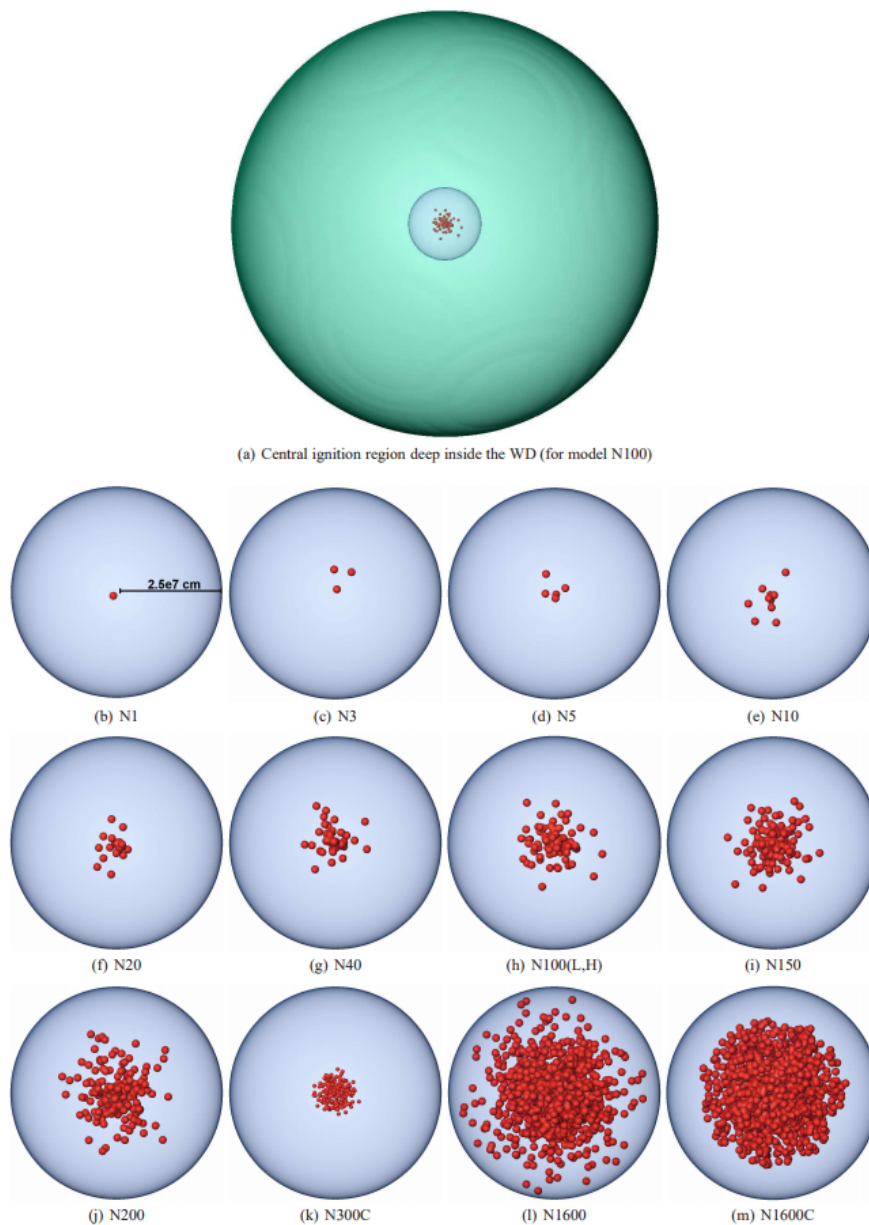 (a) Central ignition region deep inside the WD (for model N100)
2.5e7 cm
(b) N1
(c) N3
(d) N5
(e) N10
(f) N20
(g) N40
(h) N100(L,H)
(i) N150
(j) N200
(k) N300C
(l) N1600
(m) N1600C